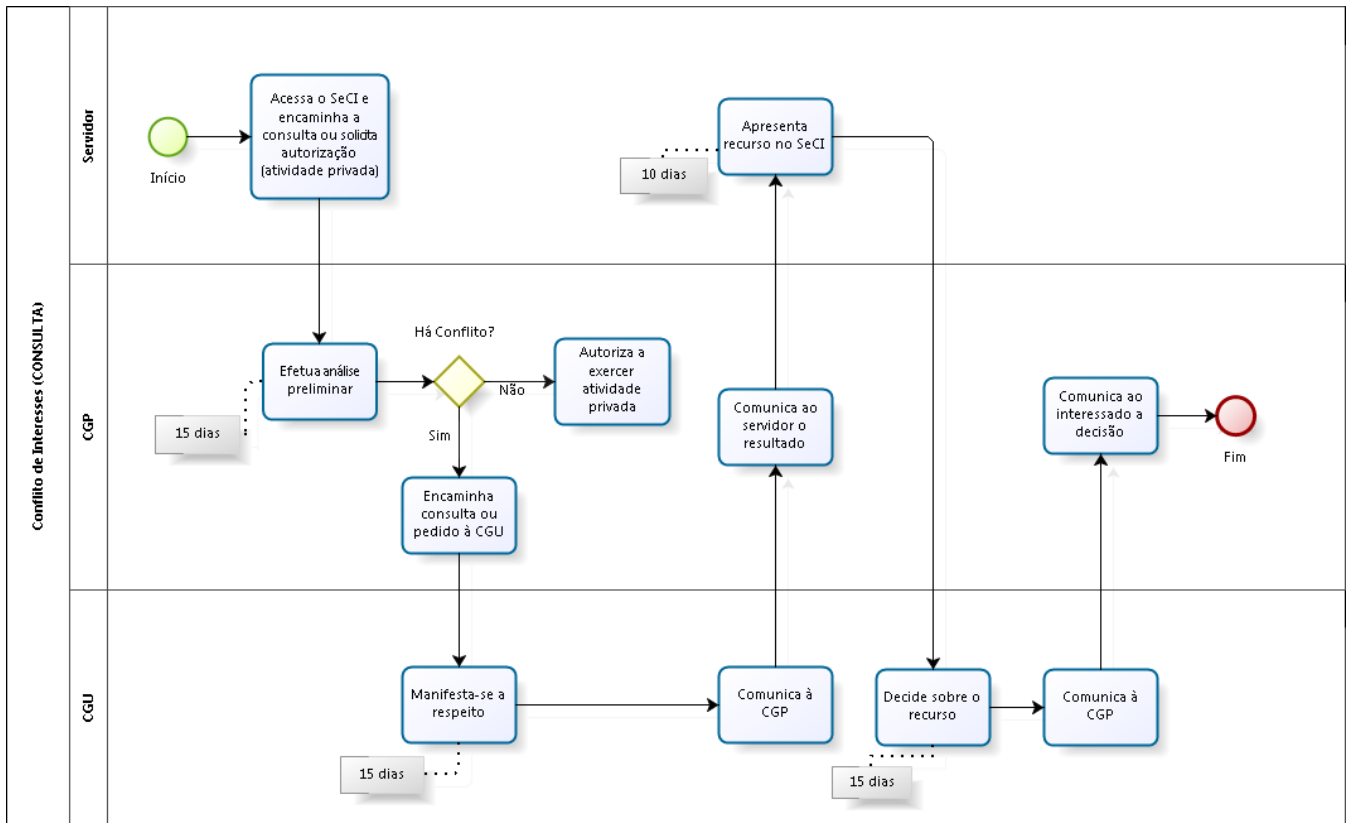 Conflito de Interesses (CONSULTA)
Servidor
Início
Acessa o SeCI e
encaminha a
consulta ou solicita
autorização
(atividade privada)
Apresenta
recurso no SeCI
10 dias
CGP
Efetua análise
preliminar
15 dias
Há Conflito?
Não
Sim
Autoriza a
exercer
atividade
privada
Encaminha
consulta ou
pedido à CGU
Comunica ao
servidor o
resultado
Comunica ao
interessado a
decisão
Fim
CGU
Manifesta-se a
respeito
15 dias
Comunica à
CGP
Decide sobre o
recurso
15 dias
Comunica à
CGP